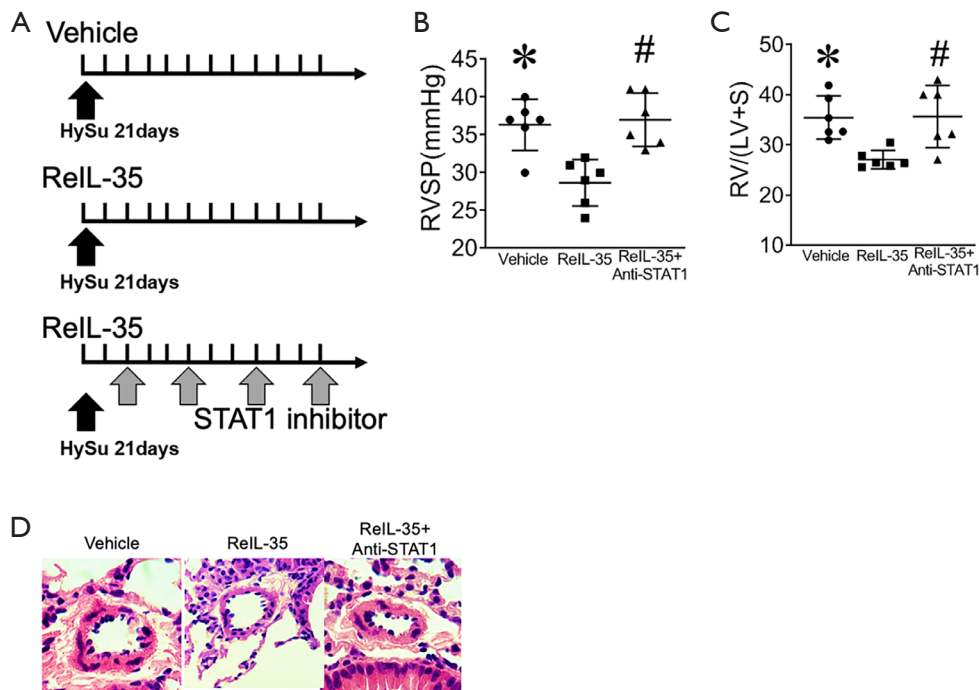 A
Vehicle
HySu 21days
ReIL-35
HySu 21days
ReIL-35
STAT1 inhibitor
HySu 21days
B
RVSP(mmHg)
40
35
30
25
20
*
#
Vehicle
ReIL-35
ReIL-35+
Anti-STAT1
C
RV/(LV+S)
50
40
30
20
10
*
#
Vehicle
ReIL-35
ReIL-35+
Anti-STAT1
D
Vehicle
ReIL-35
ReIL-35+
Anti-STAT1